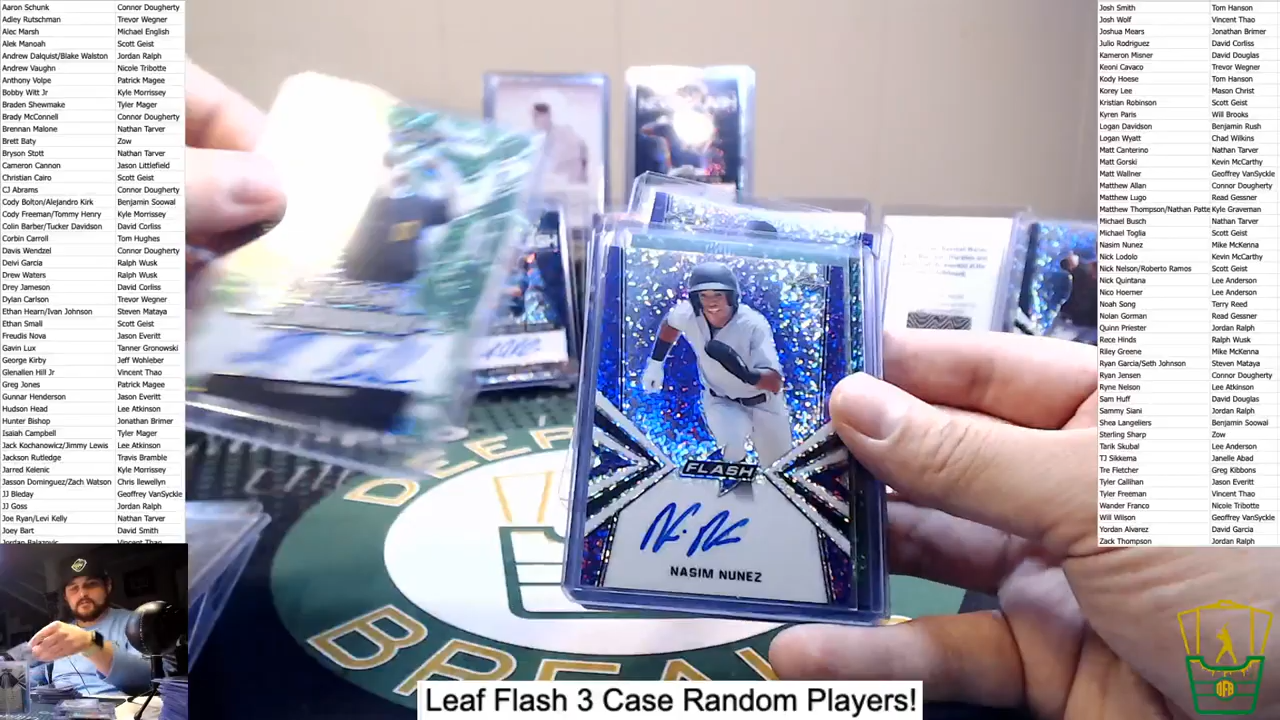 Aaron Schunk Connor Dougherty
Adley Rutschman Trevor Wegner
Alec Marsh Michael English
Alek Manoah Scott Geist
Andrew Dalquist/Blake Walston Jordan Ralph
Andrew Vaughn Nicole Tribotte
Anthony Volpe Patrick Magee
Bobby Witt Jr Kyle Morrissey
Braden Shewmake Tyler Mager
Brady McConnell Connor Dougherty
Brennan Malone Nathan Tarver
Brett Baty Zow
Bryson Stott Nathan Tarver
Cameron Cannon Jason Littlefield
Christian Cairo Scott Geist
CJ Abrams Connor Dougherty
Cody Bolton/Alejandro Kirk Benjamin Soowal
Cody Freeman/Tommy Henry Kyle Morrissey
Colin Barber/Tucker Davidson David Corliss
Corbin Carroll Tom Hughes
Davis Wendzel Connor Dougherty
Deivi Garcia Ralph Wusk
Drew Waters Ralph Wusk
Drey Jameson David Corliss
Dylan Carlson Trevor Wegner
Ethan Hearn/Ivan Johnson Steven Mataya
Ethan Small Scott Geist
Freudis Nova Jason Everitt
Gavin Lux Tanner Gronowski
George Kirby Jeff Wohleber
Glenallen Hill Jr Vincent Thao
Greg Jones Patrick Magee
Gunnar Henderson Jason Everitt
Hudson Head Lee Atkinson
Hunter Bishop Jonathan Brimer
Isaiah Campbell Tyler Mager
Jack Kochanowicz/Jimmy Lewis Lee Atkinson
Jackson Rutledge Travis Bramble
Jarred Kelenic Kyle Morrissey
Jasson Dominguez/Zach Watson Chris llewellyn
JJ Bleday Geoffrey VanSyckle
JJ Goss Jordan Ralph
Joe Ryan/Levi Kelly Nathan Tarver
Joey Bart David Smith
Jordan Balazovic Vincent Thao
Josh Smith Tom Hanson
Josh Wolf Vincent Thao
Joshua Mears Jonathan Brimer
Julio Rodriguez David Corliss
Kameron Misner David Douglas
Keoni Cavaco Trevor Wegner
Kody Hoese Tom Hanson
Korey Lee Mason Christ
Kristian Robinson Scott Geist
Kyren Paris Will Brooks
Logan Davidson Benjamin Rush
Logan Wyatt Chad Wilkins
Matt Canterino Nathan Tarver
Matt Gorski Kevin McCarthy
Matt Wallner Geoffrey VanSyckle
Matthew Allan Connor Dougherty
Matthew Lugo Read Gessner
Matthew Thompson/Nathan Patte Kyle Graveman
Michael Busch Nathan Tarver
Michael Toglia Scott Geist
Nasim Nunez Mike McKenna
Nick Lodolo Kevin McCarthy
Nick Nelson/Roberto Ramos Scott Geist
Nick Quintana Lee Anderson
Nico Hoerner Lee Anderson
Noah Song Terry Reed
Nolan Gorman Read Gessner
Quinn Priester Jordan Ralph
Rece Hinds Ralph Wusk
Riley Greene Mike McKenna
Ryan Garcia/Seth Johnson Steven Mataya
Ryan Jensen Connor Dougherty
Ryne Nelson Lee Atkinson
Sam Huff David Douglas
Sammy Siani Jordan Ralph
Shea Langeliers Benjamin Soowal
Sterling Sharp Zow
Tarik Skubal Lee Anderson
TJ Sikkema Janelle Abad
Tre Fletcher Greg Kibbons
Tyler Callihan Jason Everitt
Tyler Freeman Vincent Thao
Wander Franco Nicole Tribotte
Will Wilson Geoffrey VanSyckle
Yordan Alvarez David Garcia
Zack Thompson Jordan Ralph
FLASH
NASIM NUNEZ
BREA
DFB
Leaf Flash 3 Case Random Players!